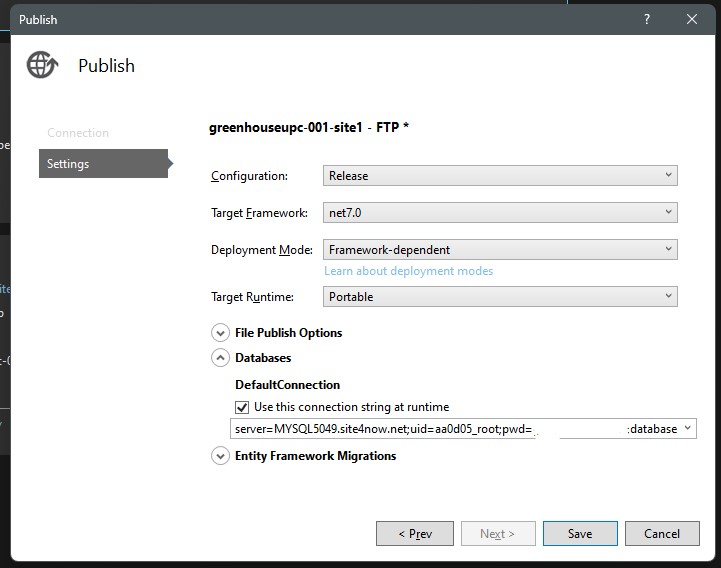 Publish
?
Publish
Connection
greenhouseupc-001-site1 - FTP *
Settings
Configuration: Release
Target Framework: net7.0
Deployment Mode: Framework-dependent
Learn about deployment modes
Target Runtime: Portable
File Publish Options
Databases
DefaultConnection
Use this connection string at runtime
server=MYSQL5049.site4now.net;uid=aa0d05_root;pwd= ;database
Entity Framework Migrations
< Prev Next > Save Cancel